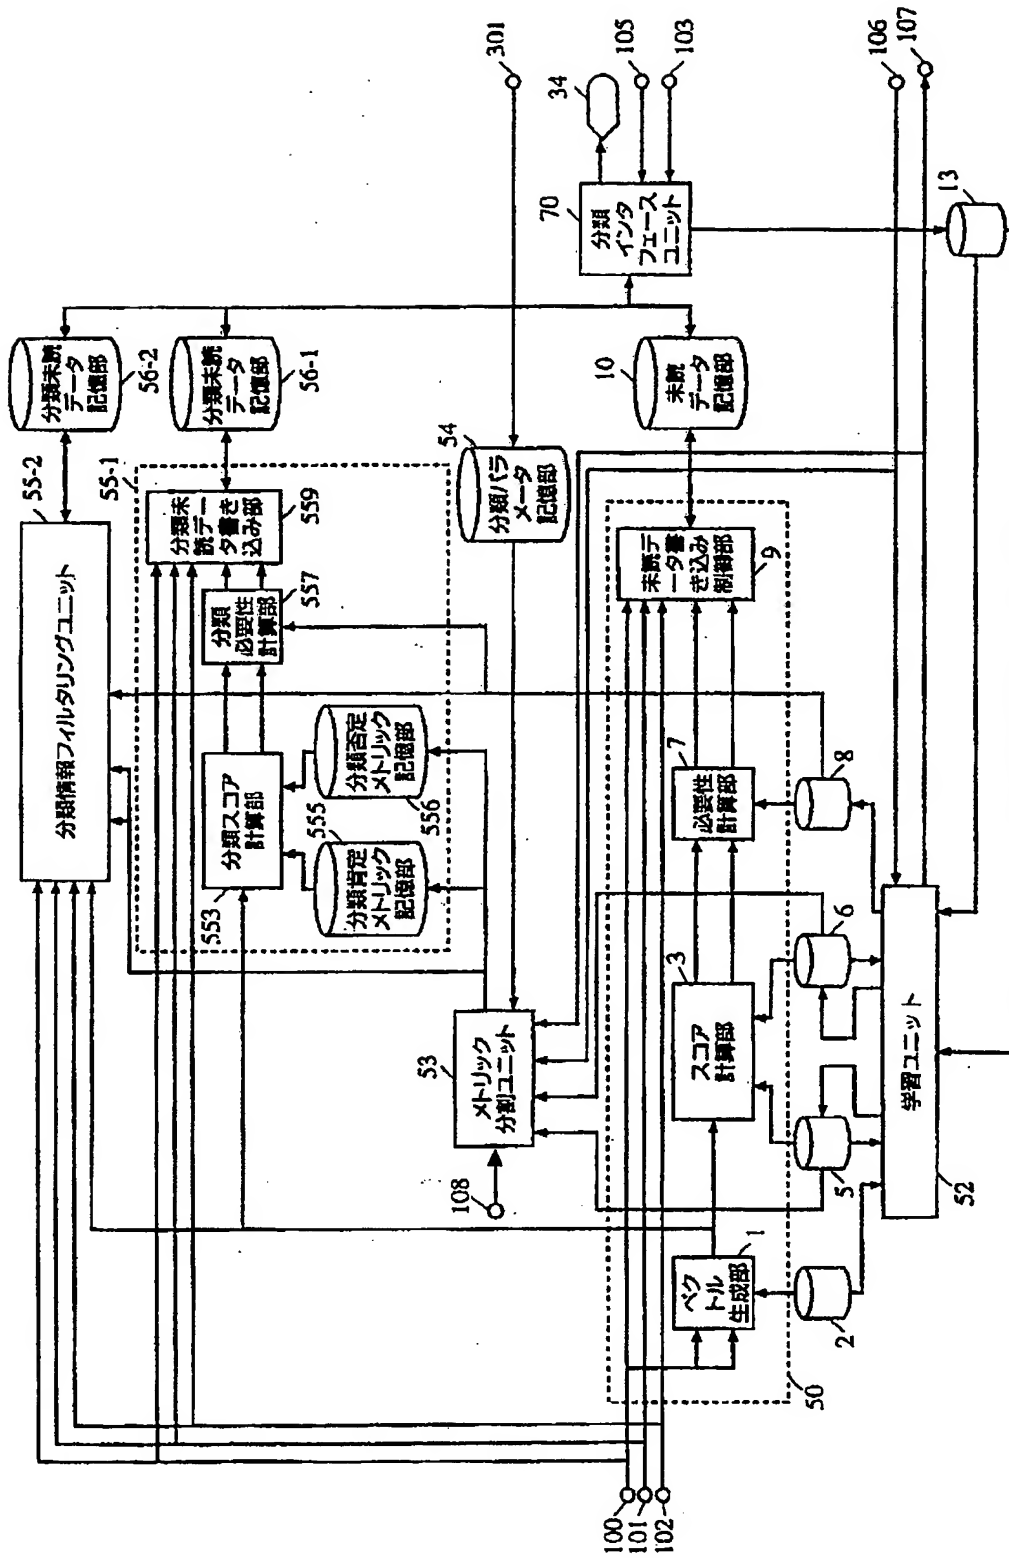 分類情報フィルタリングユニット
55-2
分類未読
データ
記憶部
56-2
55-1
分類スコア
計算部
553
分類肯定
メトリック
記憶部
555
分類否定
メトリック
記憶部
556
分類
必要性
計算部
557
分類未
読デー
タ書き
込み部
559
分類未読
データ
記憶部
56-1
メトリック
分割ユニット
53
108
分類パラ
メータ
記憶部
54
301
分類
インタ
フェース
ユニット
70
34
105
103
100
101
102
50
ベク
トル
生成部
1
スコア
計算部
3
必要性
計算部
7
未読デ
ータ書
き込み
制御部
9
未読
データ
記憶部
10
2
5
6
8
学習ユニット
52
106
107
13